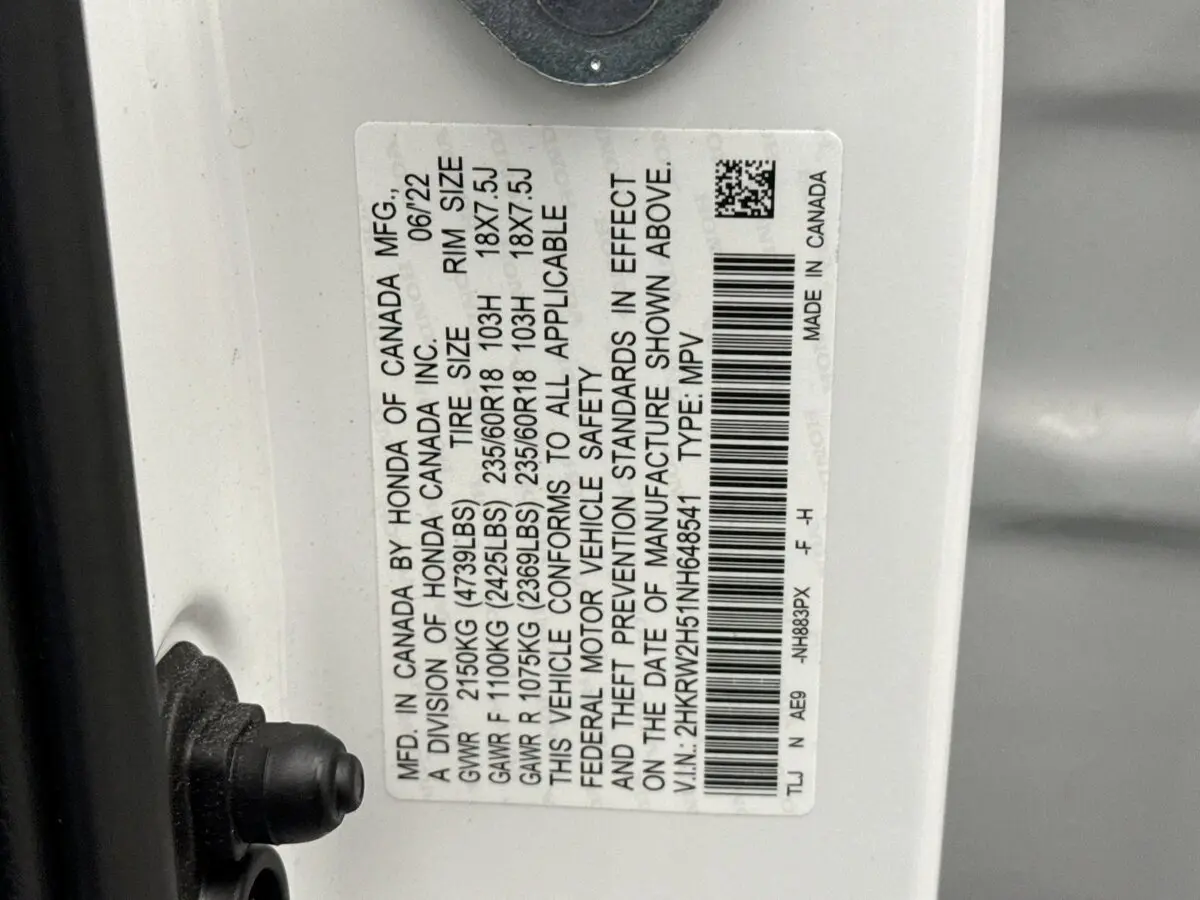 MFD. IN CANADA BY HONDA OF CANADA MFG.,
A DIVISION OF HONDA CANADA INC. 06/'22
GVWR 2150KG (4739LBS) TIRE SIZE RIM SIZE
GAWR F 1100KG (2425LBS) 235/60R18 103H 18X7.5J
GAWR R 1075KG (2369LBS) 235/60R18 103H 18X7.5J
THIS VEHICLE CONFORMS TO ALL APPLICABLE
FEDERAL MOTOR VEHICLE SAFETY
AND THEFT PREVENTION STANDARDS IN EFFECT
ON THE DATE OF MANUFACTURE SHOWN ABOVE.
V.I.N.: 2HKRW2H51NH648541 TYPE: MPV
TLJ N AE9 -NH883PX -F -H MADE IN CANADA